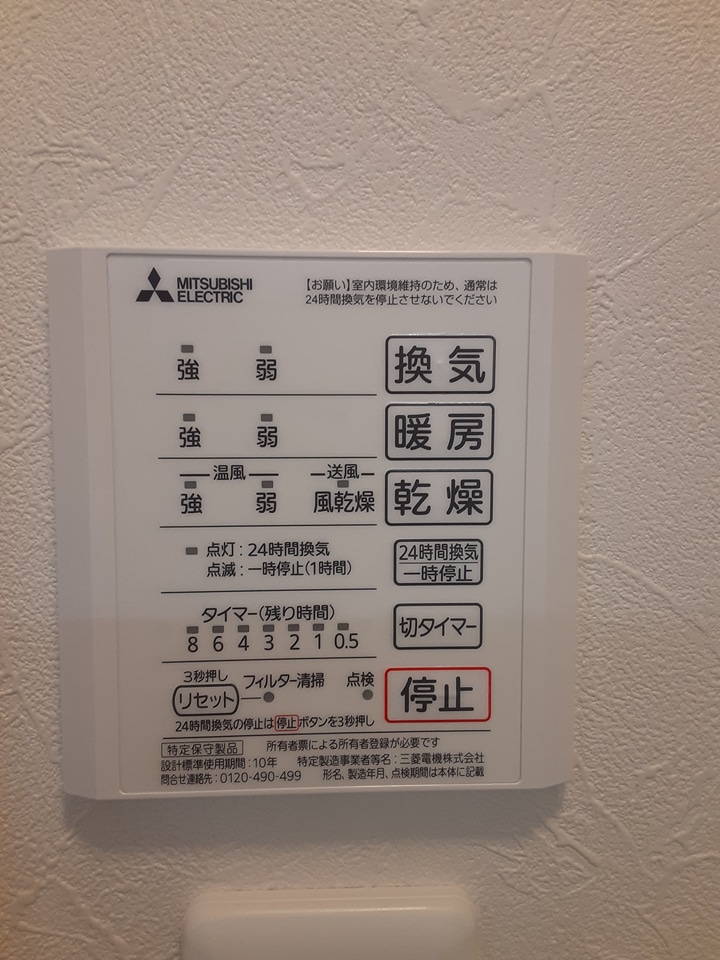 MITSUBISHI
ELECTRIC
【お願い】室内環境維持のため、通常は
24時間換気を停止させないでください
強 弱 換気
強 弱 暖房
温風 送風
強 弱 風乾燥 乾燥
点灯：24時間換気
点滅：一時停止(1時間)
24時間換気
一時停止
タイマー(残り時間)
8 6 4 3 2 1 0.5
切タイマー
3秒押し
リセット フィルター清掃 点検
停止
24時間換気の停止は停止ボタンを3秒押し
特定保守製品 所有者票による所有者登録が必要です
設計標準使用期間：10年 特定製造事業者等名：三菱電機株式会社
問合せ連絡先：0120-490-499 形名、製造年月、点検期間は本体に記載